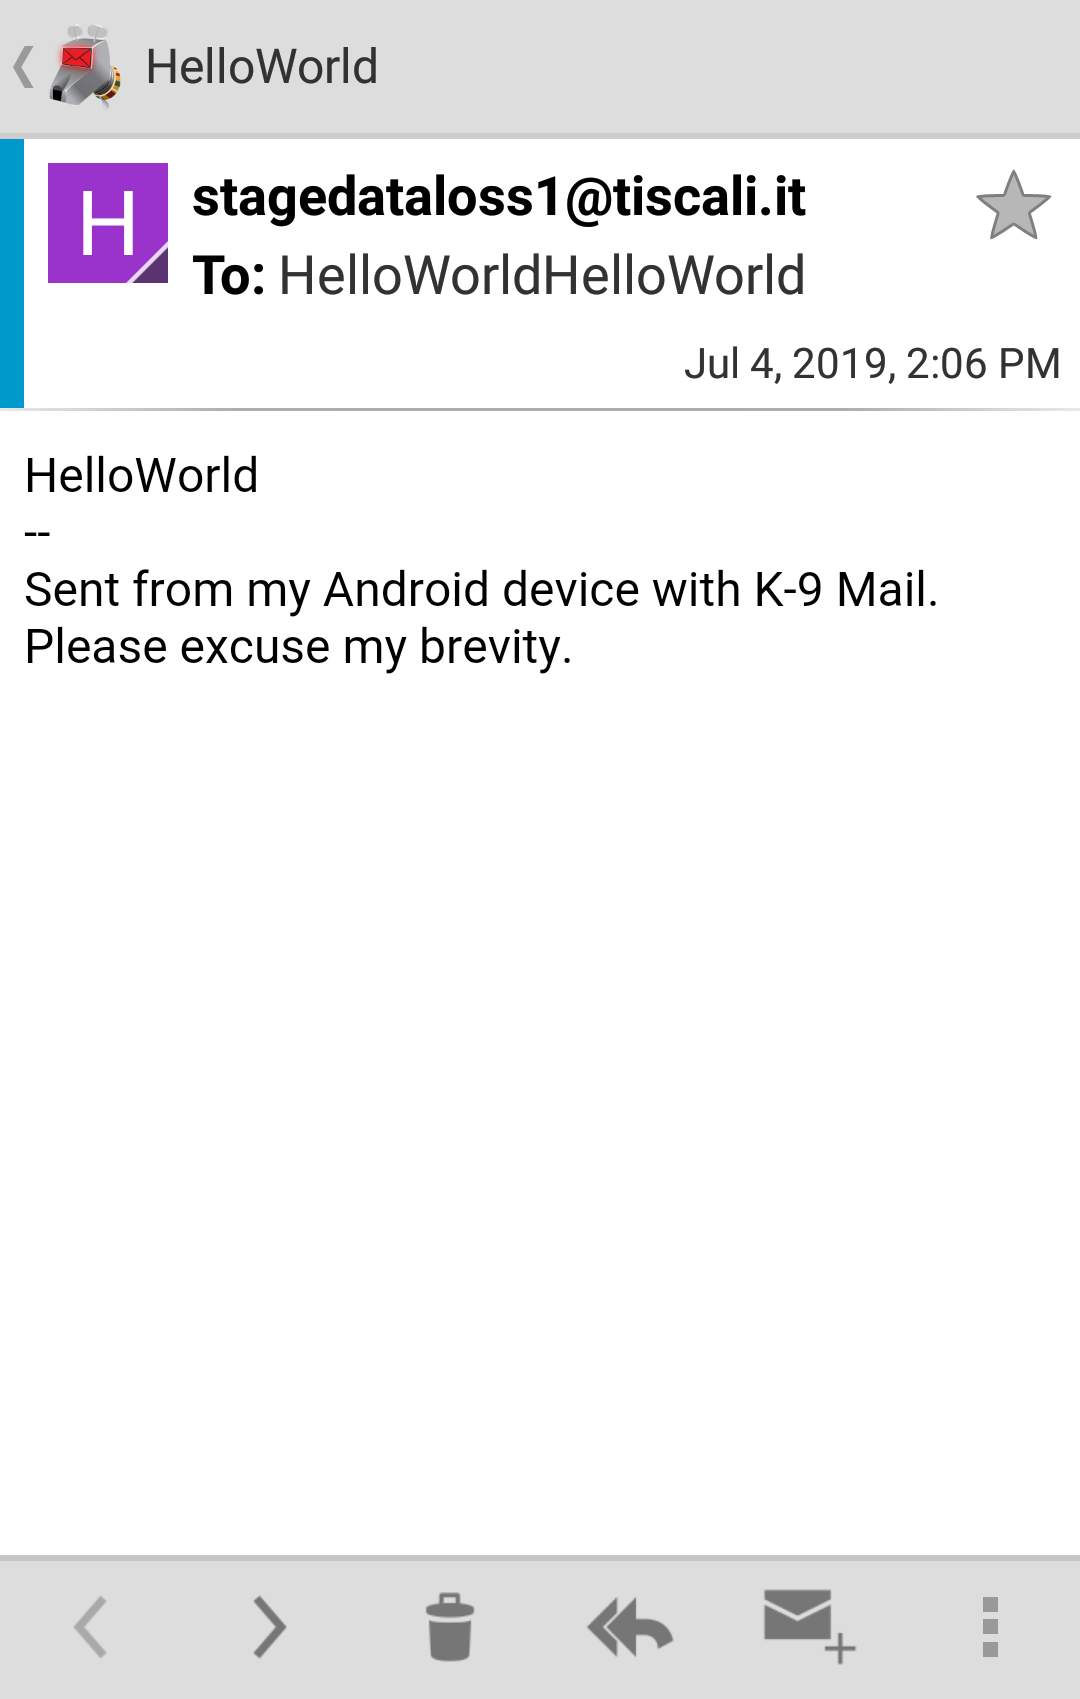 HelloWorld
H
stagedataloss1@tiscali.it
To: HelloWorldHelloWorld
Jul 4, 2019, 2:06 PM
HelloWorld
--
Sent from my Android device with K-9 Mail.
Please excuse my brevity.